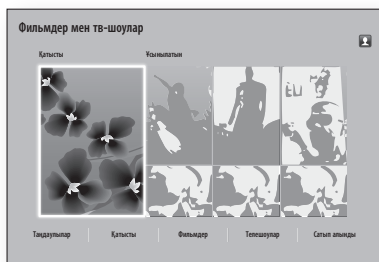 Фильмдер мен тв-шоулар
Қатысты Ұсынылатын
Таңдаулылар Қатысты Фильмдер Телешоулар Сатып алынды